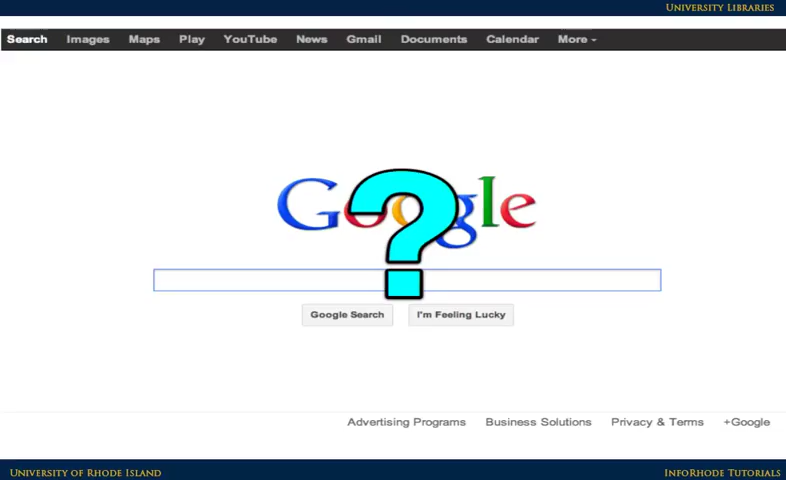 University Libraries
Search Images Maps Play YouTube News Gmail Documents Calendar More
Google
?
Google Search I'm Feeling Lucky
Advertising Programs Business Solutions Privacy & Terms +Google
University of Rhode Island InfoRhode Tutorials